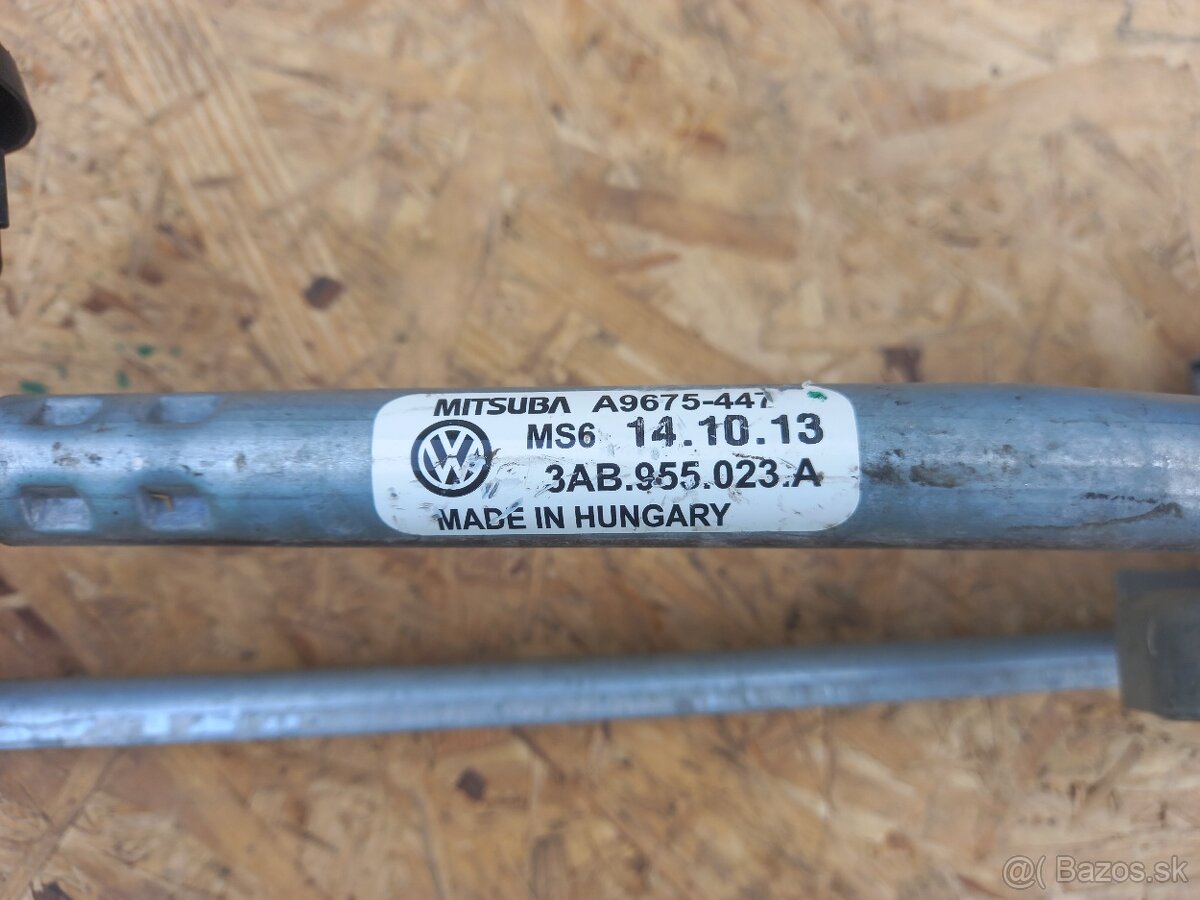 MITSUBA A9675-447
MS6 14.10.13
3AB.955.023.A
MADE IN HUNGARY
@( Bazos.sk